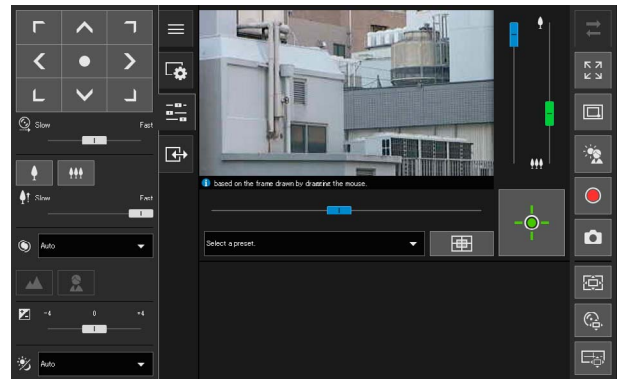 Slow Fast
Slow Fast
Auto
-4 0 +4
Auto
based on the frame drawn by dragging the mouse.
Select a preset.